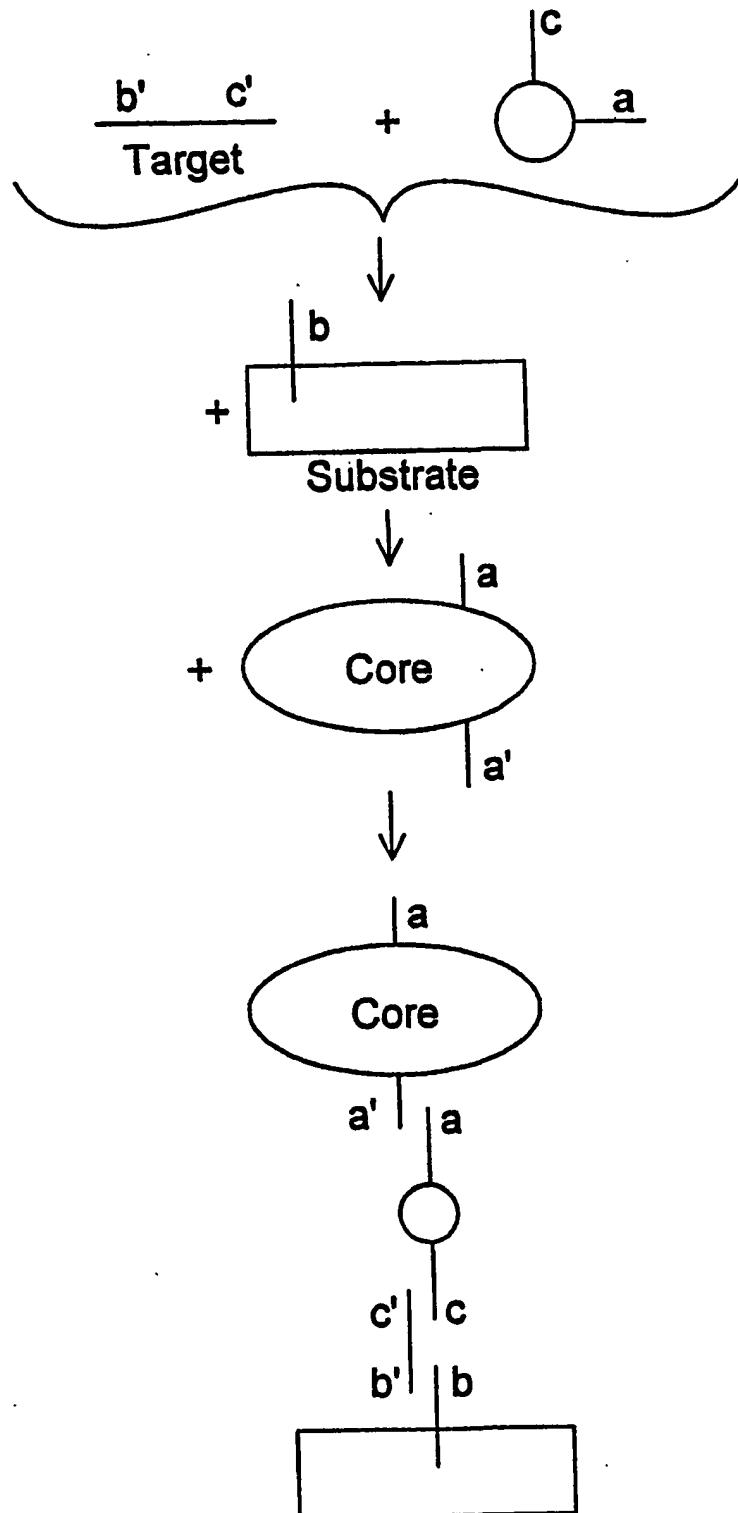 c
b' c' + a
Target
b
+
Substrate
a
+ Core
a'
a
Core
a' a
c' c
b' b